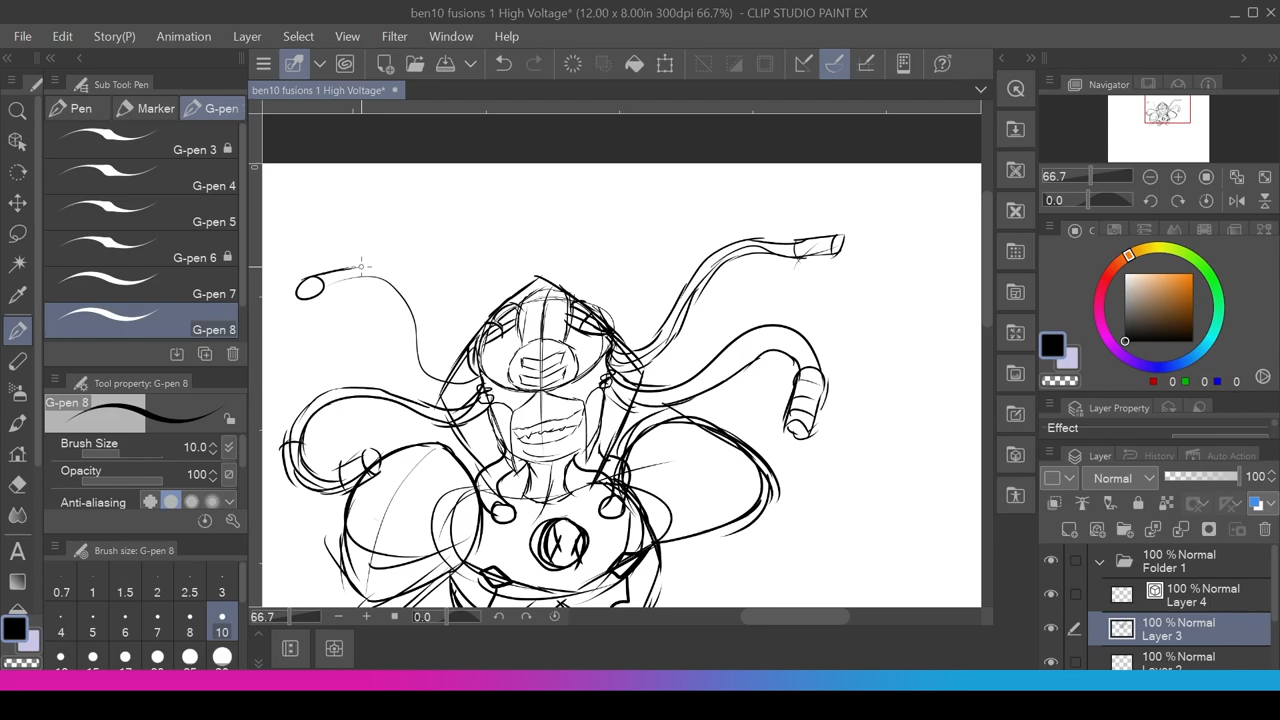 ben10 fusions 1 High Voltage* (12.00 x 8.00in 300dpi 66.7%) - CLIP STUDIO PAINT EX
File Edit Story(P) Animation Layer Select View Filter Window Help
Sub Tool: Pen
Pen Marker G-pen
G-pen 3
G-pen 4
G-pen 5
G-pen 6
G-pen 7
G-pen 8
Tool property: G-pen 8
G-pen 8
Brush Size 10.0
Opacity 100
Anti-aliasing
Brush size: G-pen 8
0.7 1 1.5 2 2.5 3
4 5 6 7 8 10
ben10 fusions 1 High Voltage*
0
66.7 0.0
Navigator
66.7
0.0
C
0 0 0
Layer Property
Effect
Layer History Auto Action
Normal 100
100 % Normal
Folder 1
100 % Normal
Layer 4
100 % Normal
Layer 3
100 % Normal